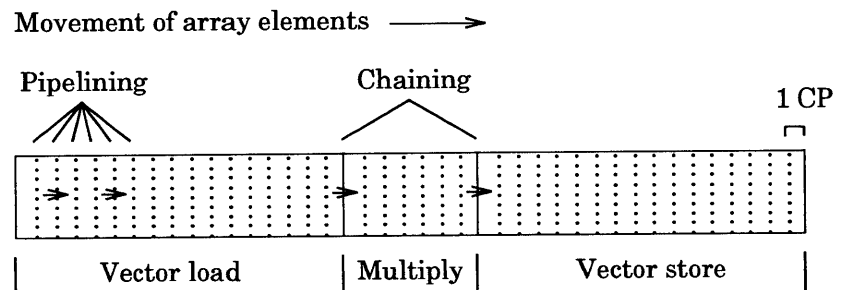 Movement of array elements
Pipelining
Chaining
1 CP
Vector load
Multiply
Vector store